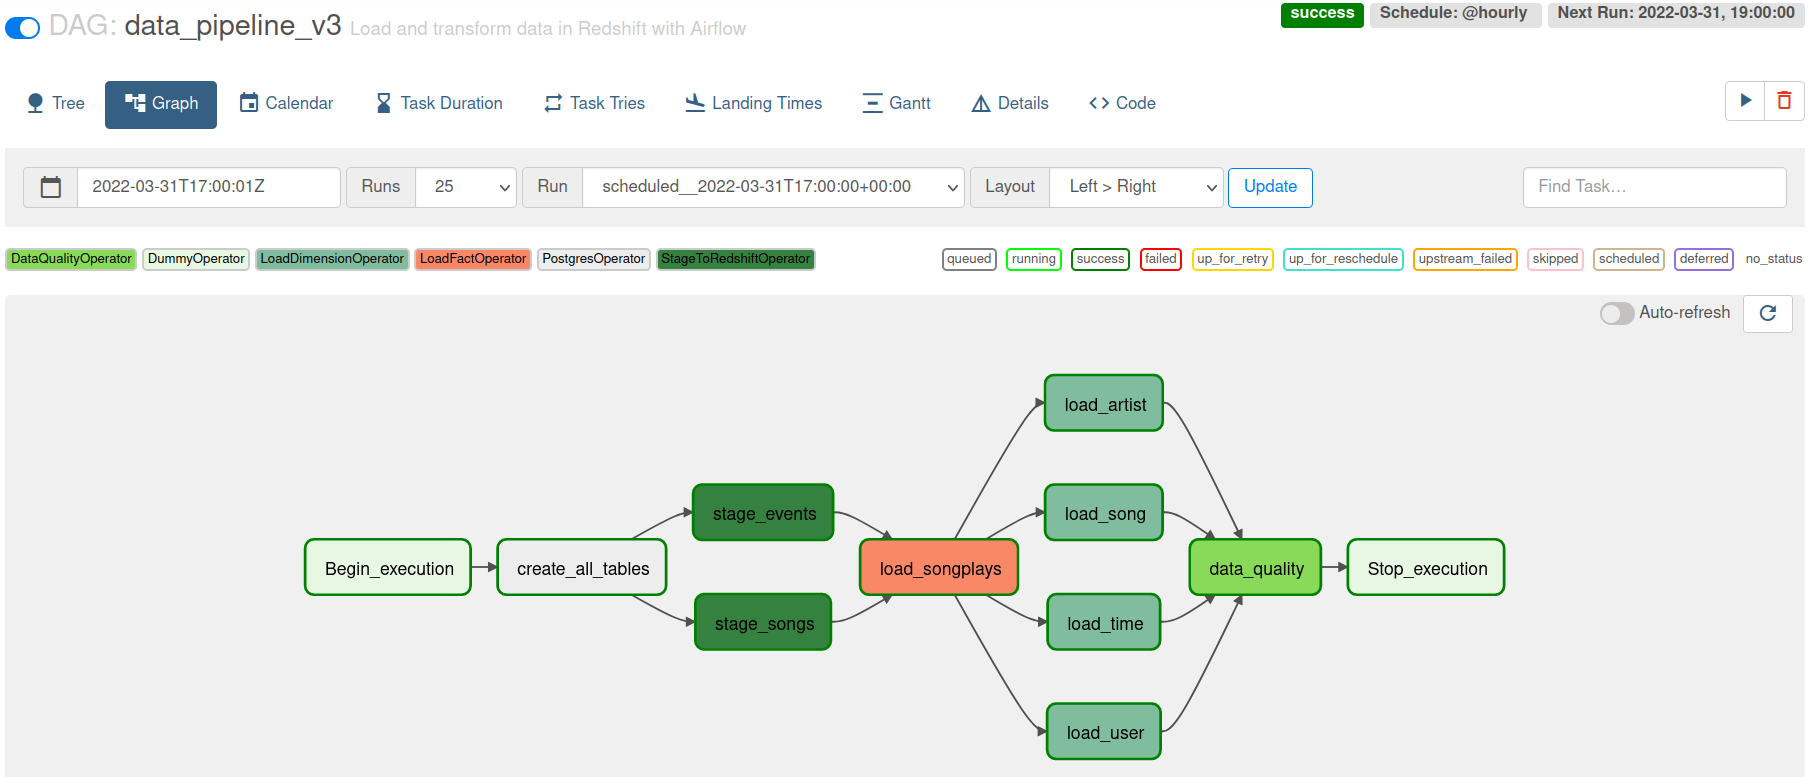 DAG: data_pipeline_v3 Load and transform data in Redshift with Airflow
success Schedule: @hourly Next Run: 2022-03-31, 19:00:00
Tree Graph Calendar Task Duration Task Tries Landing Times Gantt Details Code
2022-03-31T17:00:01Z Runs 25 Run scheduled__2022-03-31T17:00:00+00:00 Layout Left > Right Update Find Task...
DataQualityOperator DummyOperator LoadDimensionOperator LoadFactOperator PostgresOperator StageToRedshiftOperator queued running success failed up_for_retry up_for_reschedule upstream_failed skipped scheduled deferred no_status
Auto-refresh
load_artist
stage_events load_song
Begin_execution create_all_tables load_songplays data_quality Stop_execution
stage_songs load_time
load_user